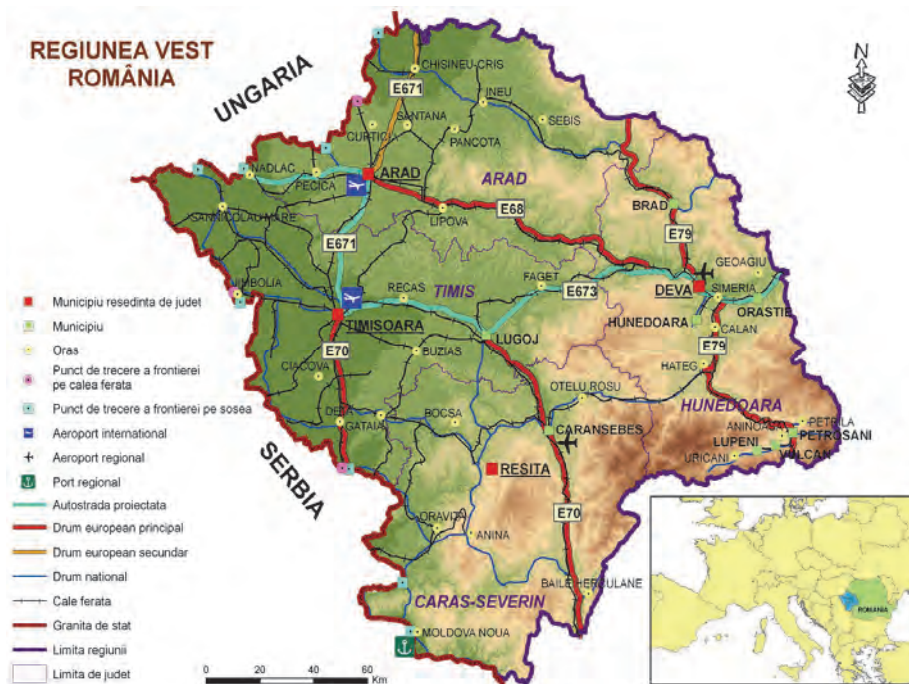 REGIUNEA VEST
ROMÂNIA
UNGARIA
SERBIA
N
CHISINEU-CRIS
E671
INEU
SANTANA
SEBIS
CURTICI
PANCOTA
NADLAC
PECICA
ARAD
ARAD
BRAD
SANNICOLAU MARE
LIPOVA
E68
E79
E671
GEOAGIU
JIMBOLIA
RECAS
TIMIS
FAGET
E673
DEVA
SIMERIA
ORASTIE
TIMISOARA
HUNEDOARA
CALAN
LUGOJ
E70
BUZIAS
E79
HATEG
CIACOVA
OTELU ROSU
HUNEDOARA
DETA
BOCSA
GATAIA
CARANSEBES
ANINOASA
PETRILA
LUPENI
PETROSANI
VULCAN
URICANI
RESITA
E70
ORAVITA
ANINA
BAILE HERCULANE
CARAS-SEVERIN
MOLDOVA NOUA
Municipiu resedinta de judet
Municipiu
Oras
Punct de trecere a frontierei
pe calea ferata
Punct de trecere a frontierei pe sosea
Aeroport international
Aeroport regional
Port regional
Autostrada proiectata
Drum european principal
Drum european secundar
Drum national
Cale ferata
Granita de stat
Limita regiunii
Limita de judet
0 20 40 60
Km
ROMANIA